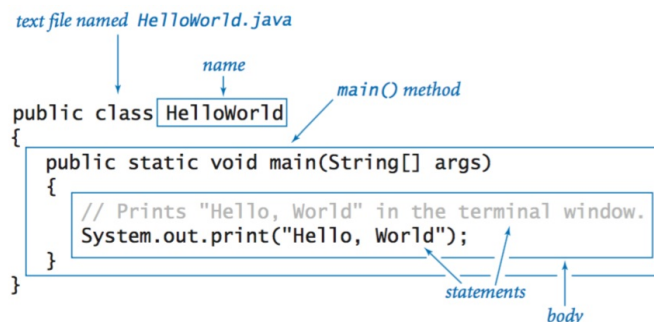 text file named HelloWorld.java
name
main() method
public class HelloWorld
{
public static void main(String[] args)
{
// Prints "Hello, World" in the terminal window.
System.out.print("Hello, World");
}
}
statements
body